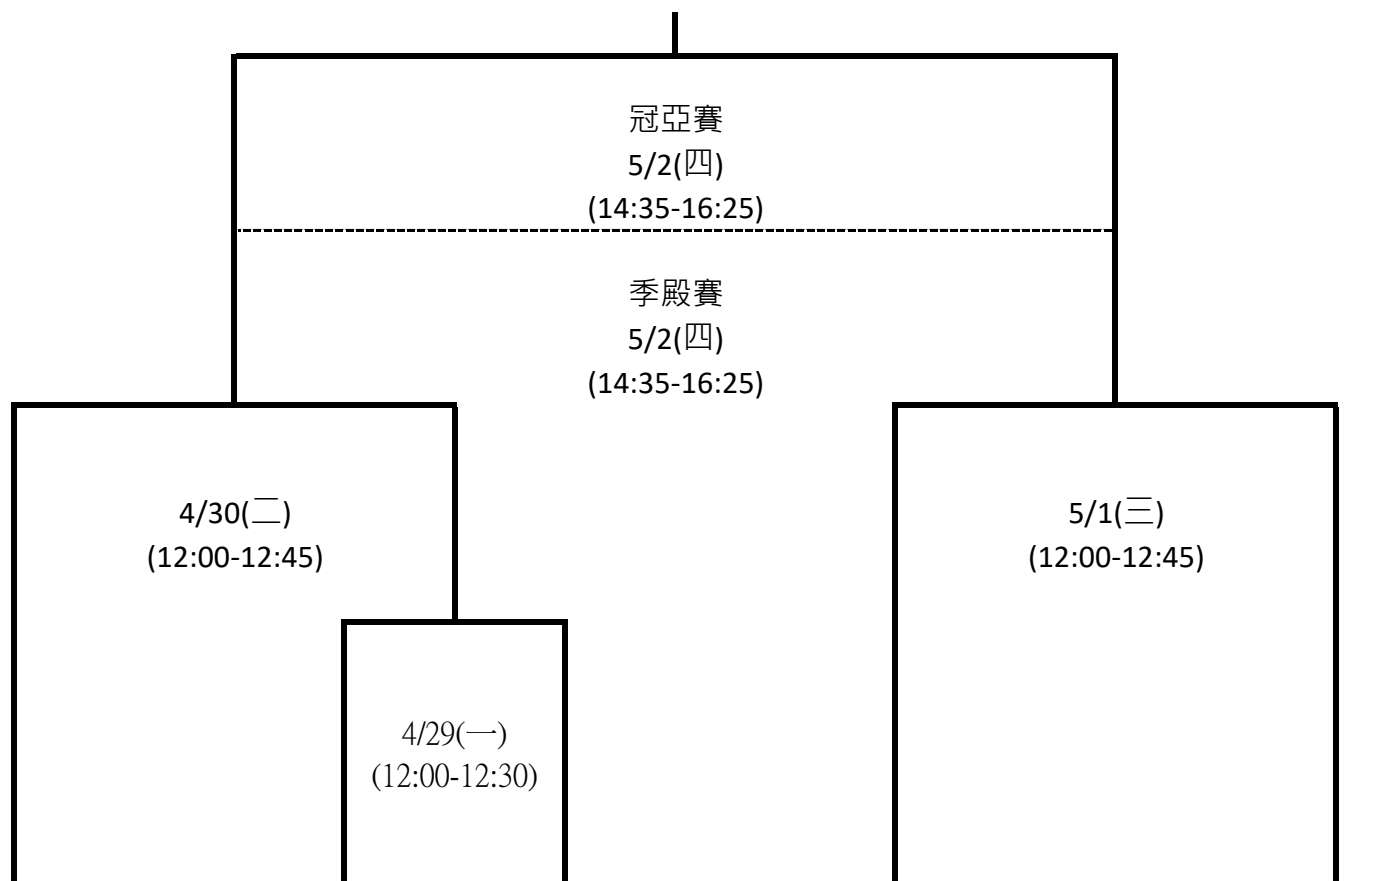 冠亞賽
5/2(四)
(14:35-16:25)
季殿賽
5/2(四)
(14:35-16:25)
4/30(二)
(12:00-12:45)
5/1(三)
(12:00-12:45)
4/29(一)
(12:00-12:30)